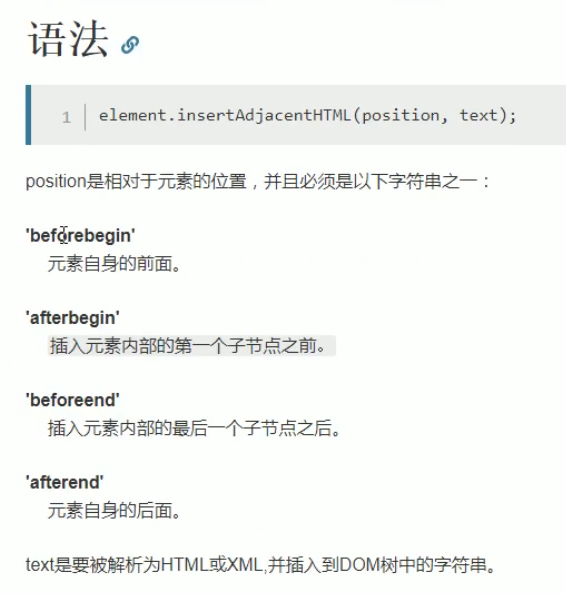 语法
1 element.insertAdjacentHTML(position, text);
position是相对于元素的位置，并且必须是以下字符串之一：
'beforebegin'
元素自身的前面。
'afterbegin'
插入元素内部的第一个子节点之前。
'beforeend'
插入元素内部的最后一个子节点之后。
'afterend'
元素自身的后面。
text是要被解析为HTML或XML,并插入到DOM树中的字符串。